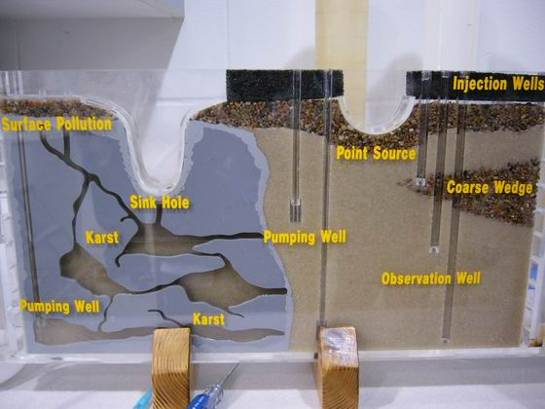 Injection Wells
Surface Pollution
Point Source
Coarse Wedge
Sink Hole
Karst
Pumping Well
Observation Well
Pumping Well
Karst